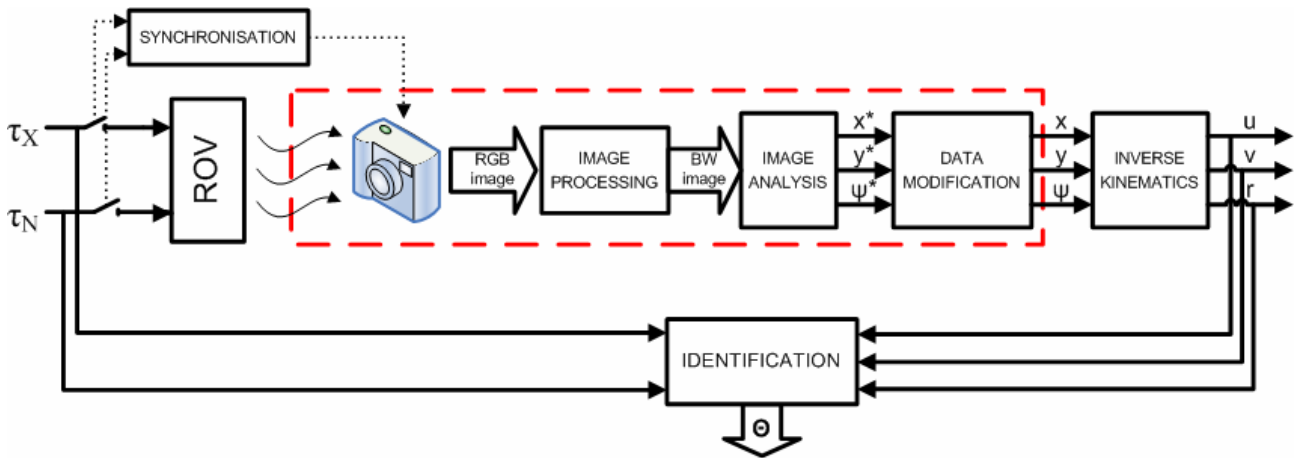 SYNCHRONISATION
τX
τN
ROV
RGB
image
IMAGE
PROCESSING
BW
image
IMAGE
ANALYSIS
x*
y*
ψ*
DATA
MODIFICATION
x
y
ψ
INVERSE
KINEMATICS
u
v
r
IDENTIFICATION
Θ